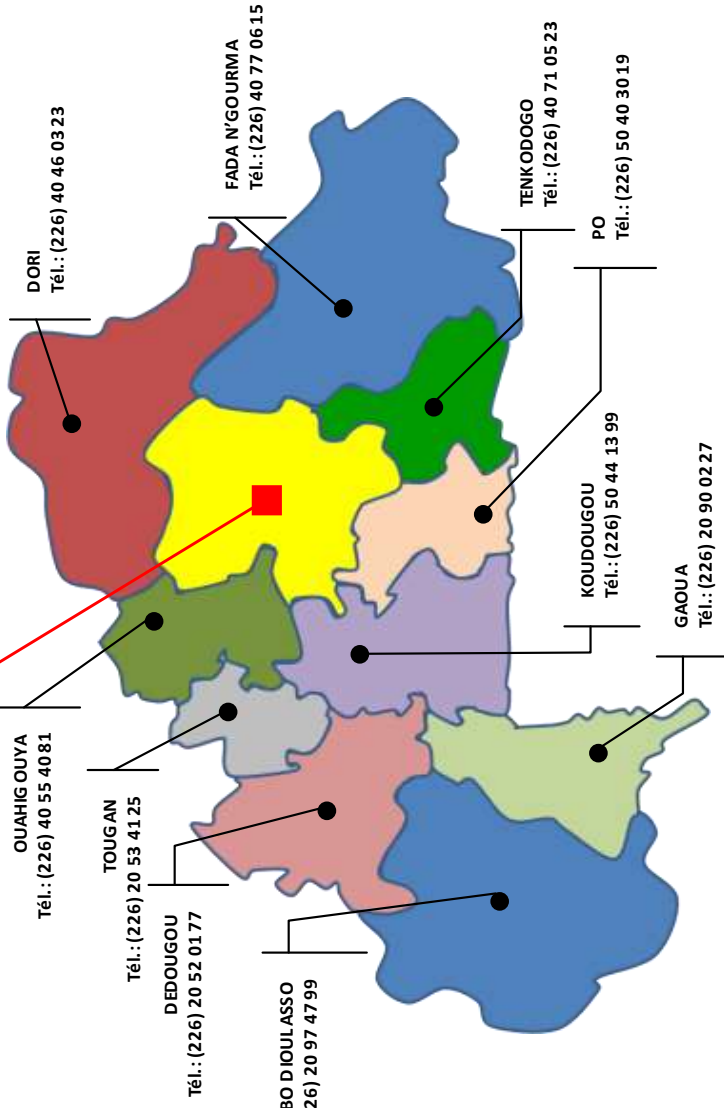 DORI
Tél.: (226) 40 46 03 23
FADA N'GOURMA
Tél.: (226) 40 77 06 15
TENKODOGO
Tél.: (226) 40 71 05 23
PO
Tél.: (226) 50 40 30 19
KOUDOUGOU
Tél.: (226) 50 44 13 99
GAOUA
Tél.: (226) 20 90 02 27
OUAHIGOUYA
Tél.: (226) 40 55 40 81
TOUGAN
Tél.: (226) 20 53 41 25
DEDOUGOU
Tél.: (226) 20 52 01 77
BO DIOULASSO
26) 20 97 47 99